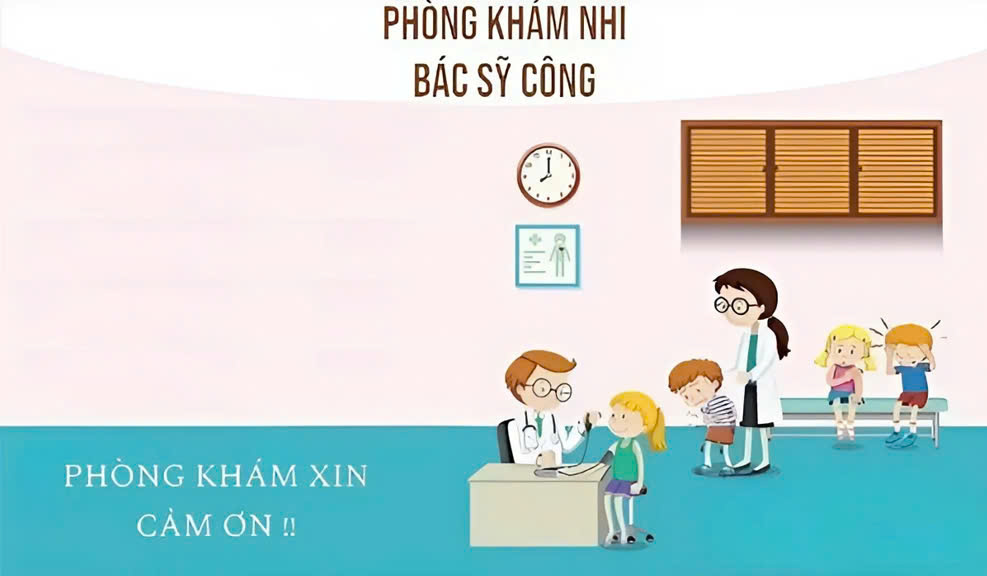 PHÒNG KHÁM NHI
BÁC SỸ CÔNG
PHÒNG KHÁM XIN
CẢM ƠN !!